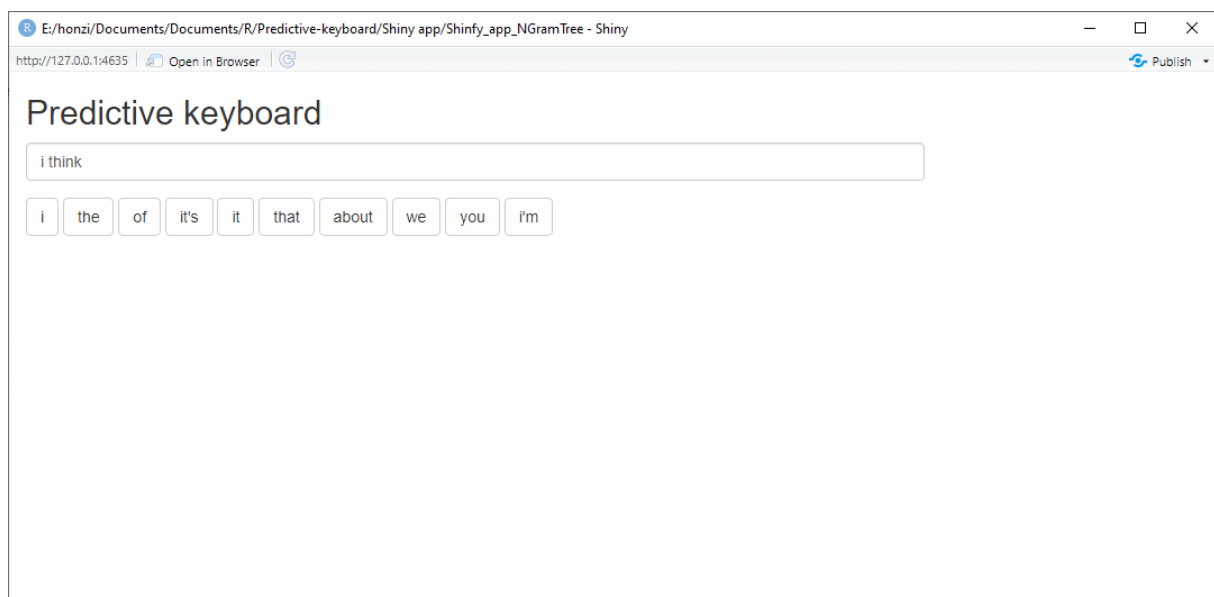 E:/honzi/Documents/Documents/R/Predictive-keyboard/Shiny app/Shinfy_app_NGramTree - Shiny
http://127.0.0.1:4635 Open in Browser Publish
Predictive keyboard
i think
i the of it's it that about we you i'm